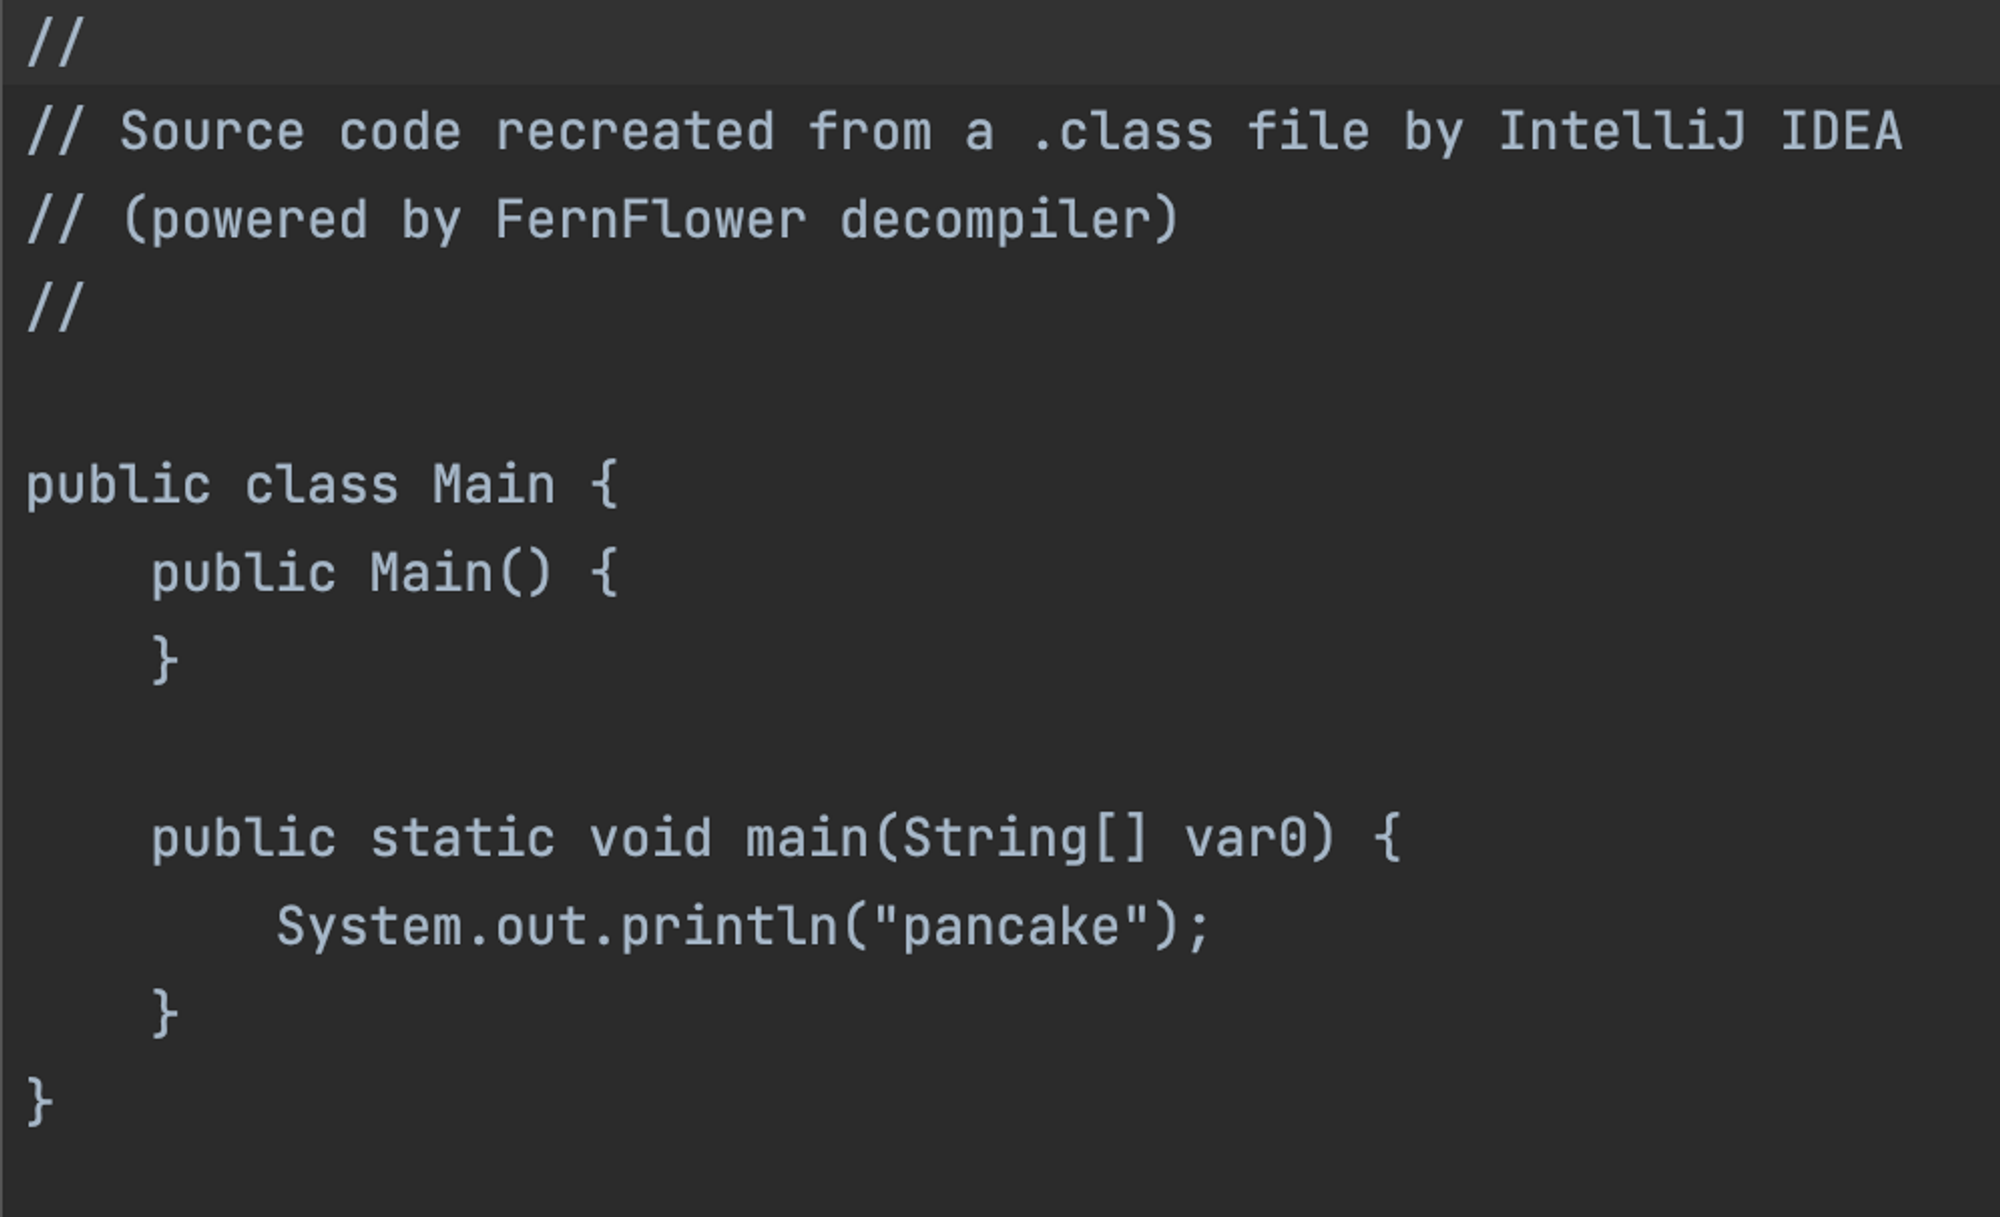 //
// Source code recreated from a .class file by IntelliJ IDEA
// (powered by FernFlower decompiler)
//

public class Main {
    public Main() {
    }

    public static void main(String[] var0) {
        System.out.println("pancake");
    }
}